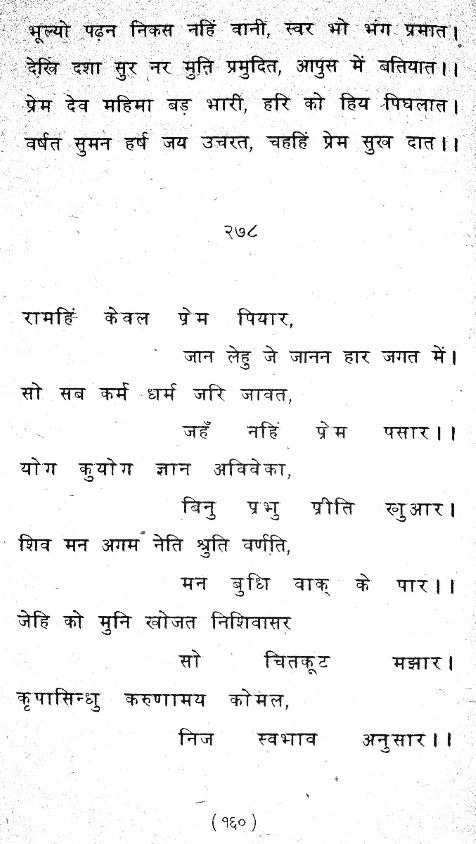 भूल्यो पढ़न निकस नहिं वानी, स्वर भो भंग प्रमात।
देखि दशा सुर नर मुनि प्रमुदित, आपुस में बतियात।।
प्रेम देव महिमा बड़ भारी, हरि को हिय पिघलात।
वर्षत सुमन हर्ष जय उचरत, चहहिं प्रेम सुख दात।।
२७८
रामहिं केवल प्रेम पियार,
जान लेहु जे जानन हार जगत में।
सो सब कर्म धर्म जरि जावत,
जहँ नहिं प्रेम पसार।।
योग कुयोग ज्ञान अविवेका,
बिनु प्रभु प्रीति खुआर।
शिव मन अगम नेति श्रुति वर्णति,
मन बुधि वाक् के पार।।
जेहि को मुनि खोजत निशिवासर
सो चितकूट मझार।
कृपासिन्धु करुणामय कोमल,
निज स्वभाव अनुसार।।
(१६०)